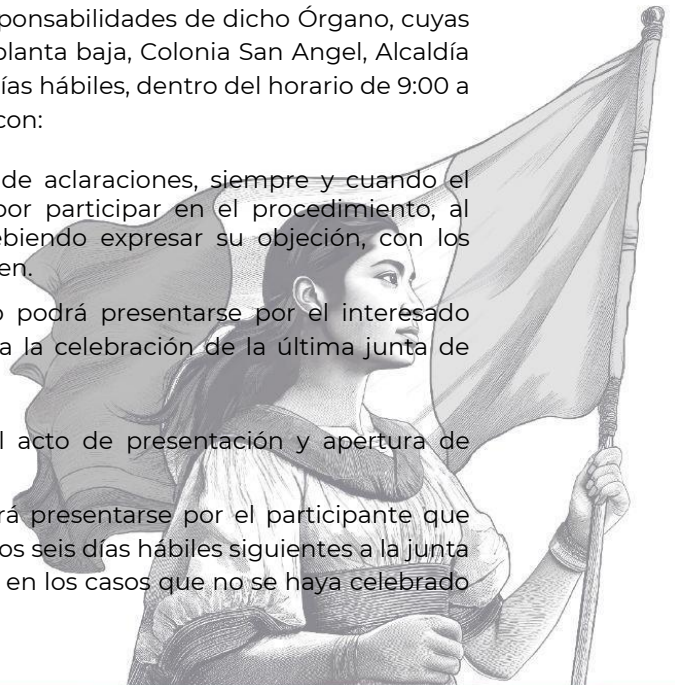 ponsabilidades de dicho Órgano, cuyas
planta baja, Colonia San Angel, Alcaldía
ías hábiles, dentro del horario de 9:00 a
con:
de aclaraciones, siempre y cuando el
por participar en el procedimiento, al
ebiendo expresar su objeción, con los
en.
o podrá presentarse por el interesado
a la celebración de la última junta de
l acto de presentación y apertura de
rá presentarse por el participante que
os seis días hábiles siguientes a la junta
en los casos que no se haya celebrado